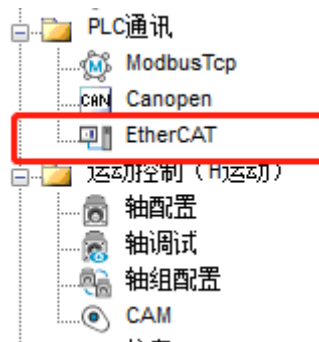 PLC通讯
ModbusTcp
CAN Canopen
EtherCAT
运动控制（H运动）
轴配置
轴调试
轴组配置
CAM